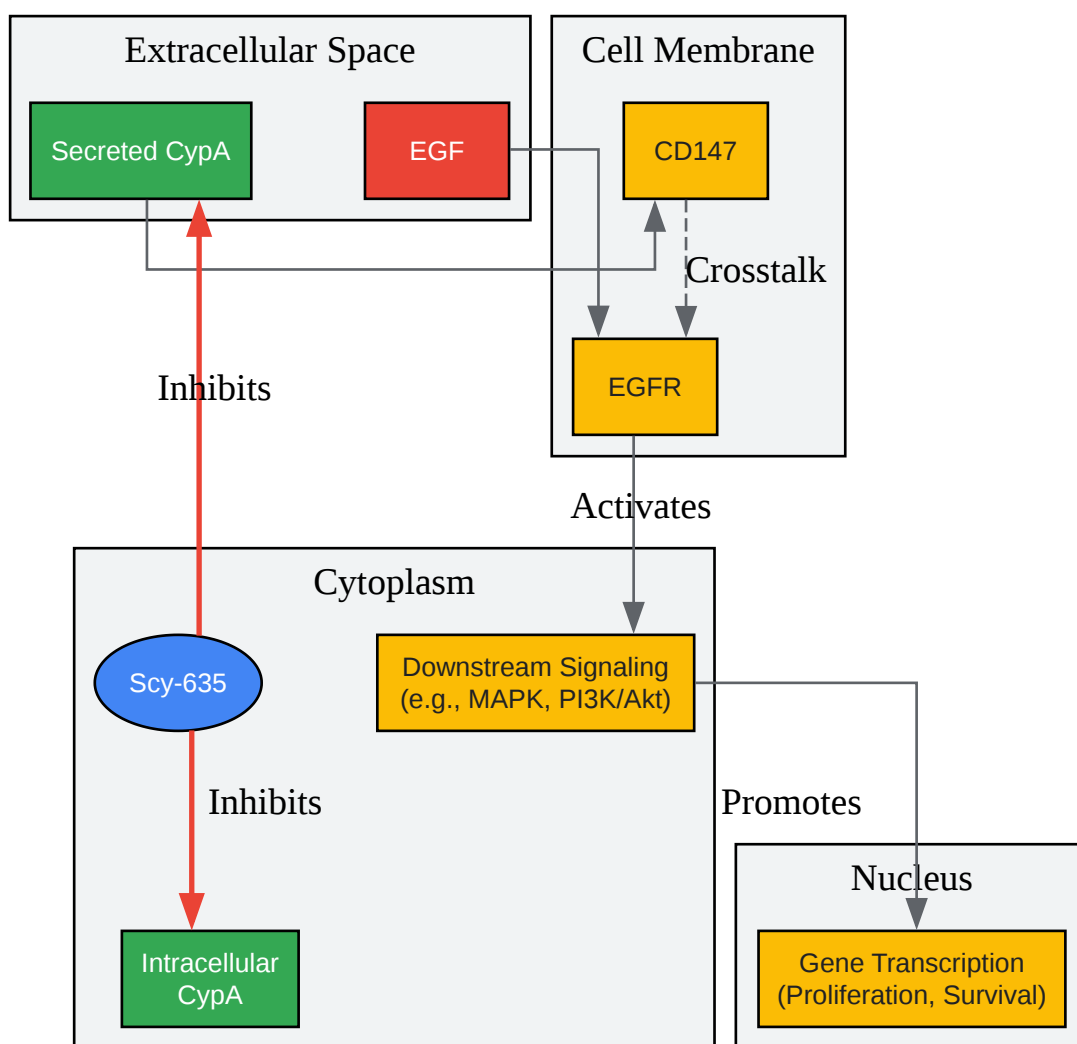 Extracellular Space
Cell Membrane
Secreted CypA
EGF
CD147
Crosstalk
Inhibits
EGFR
Activates
Cytoplasm
Scy-635
Downstream Signaling
(e.g., MAPK, PI3K/Akt)
Inhibits
Promotes
Nucleus
Intracellular
CypA
Gene Transcription
(Proliferation, Survival)